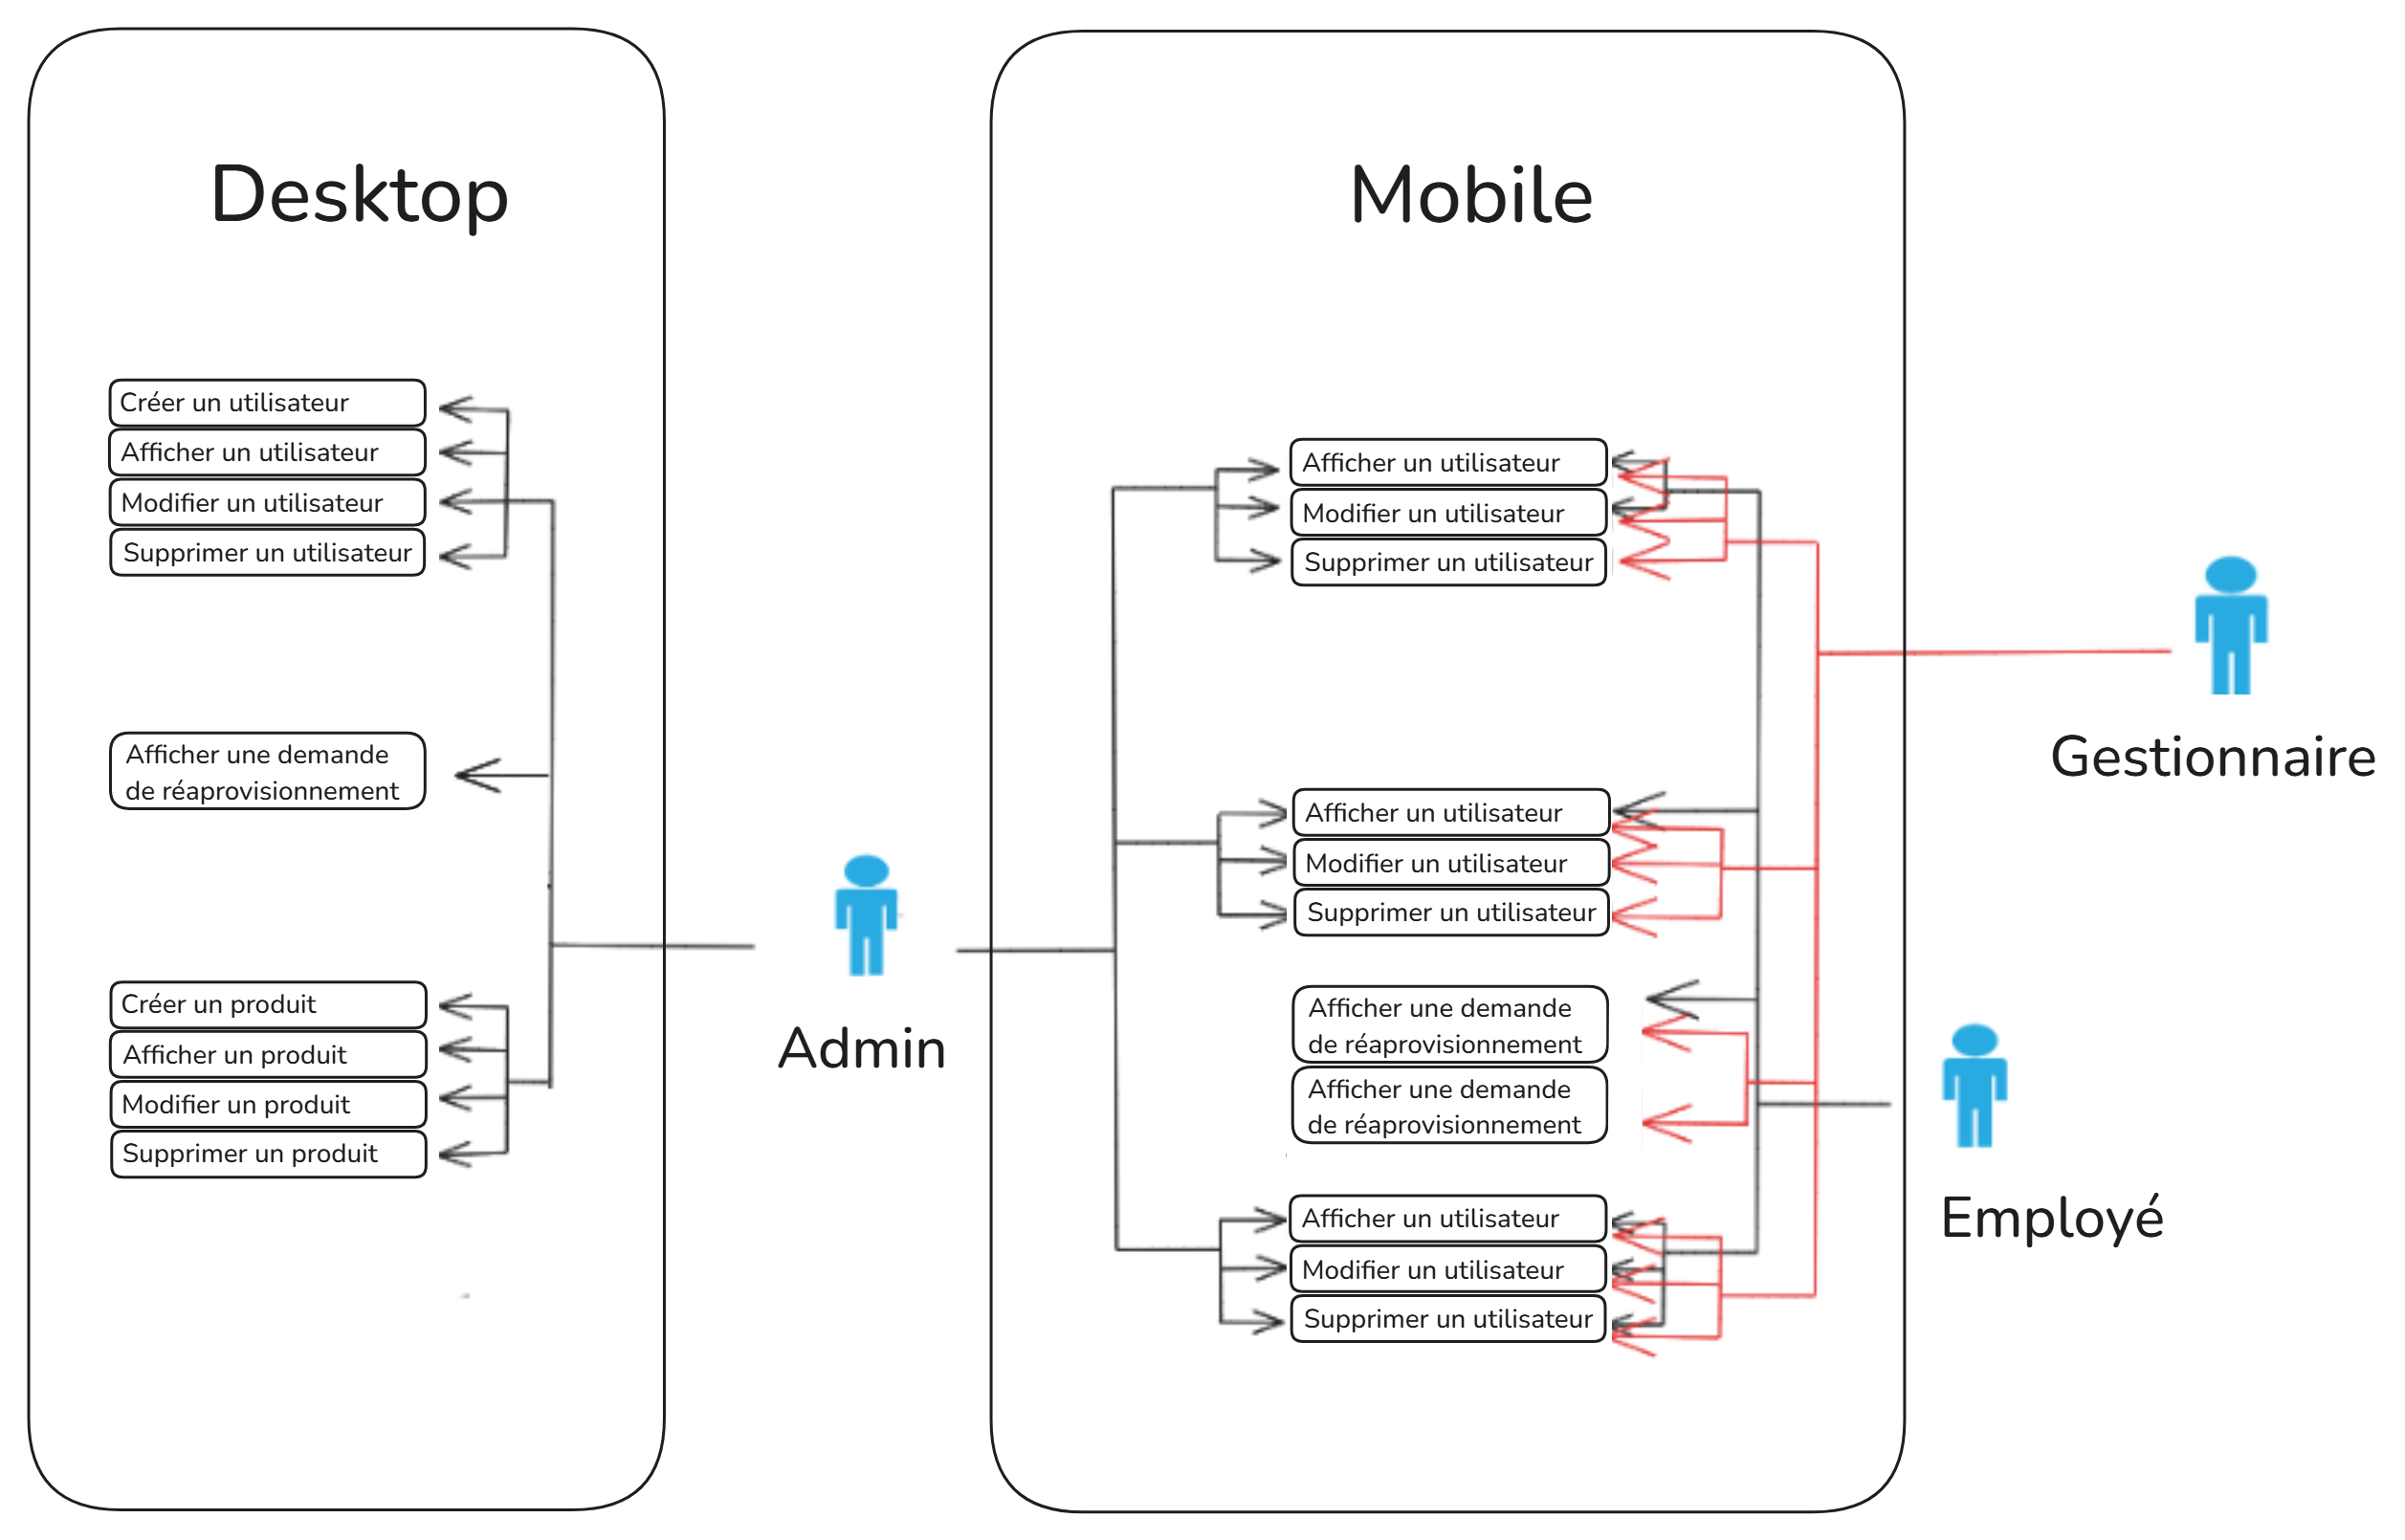 Desktop
Créer un utilisateur
Afficher un utilisateur
Modifier un utilisateur
Supprimer un utilisateur
Afficher une demande
de réaprovisionnement
Créer un produit
Afficher un produit
Modifier un produit
Supprimer un produit
Admin
Mobile
Afficher un utilisateur
Modifier un utilisateur
Supprimer un utilisateur
Afficher un utilisateur
Modifier un utilisateur
Supprimer un utilisateur
Afficher une demande
de réaprovisionnement
Afficher une demande
de réaprovisionnement
Afficher un utilisateur
Modifier un utilisateur
Supprimer un utilisateur
Gestionnaire
Employé